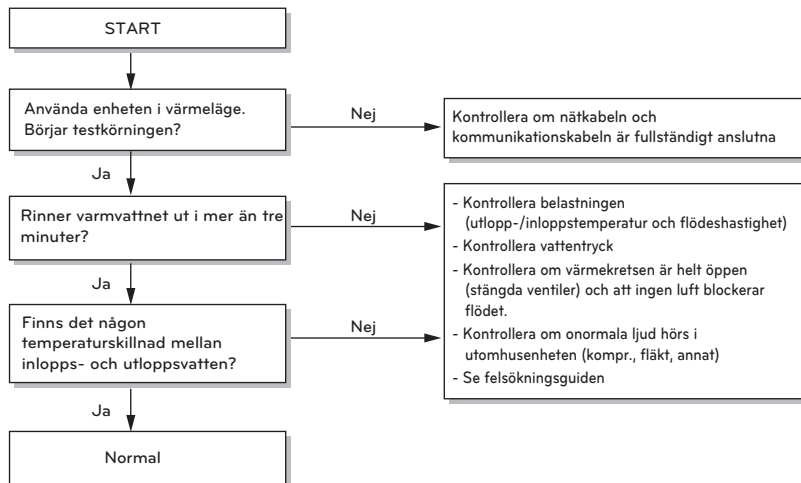 START
Använda enheten i värmeläge.
Börjar testkörningen?
Nej
Kontrollera om nätkabeln och
kommunikationskabeln är fullständigt anslutna
Ja
Rinner varmvattnet ut i mer än tre
minuter?
Nej
- Kontrollera belastningen
(utlopp-/inloppstemperatur och flödeshastighet)
- Kontrollera vattentryck
- Kontrollera om värmekretsen är helt öppen
(stängda ventiler) och att ingen luft blockerar
flödet.
- Kontrollera om onormala ljud hörs i
utomhusenheten (kompr., fläkt, annat)
- Se felsökningsguiden
Ja
Finns det någon
temperaturskillnad mellan
inlopps- och utloppsvatten?
Nej
Ja
Normal